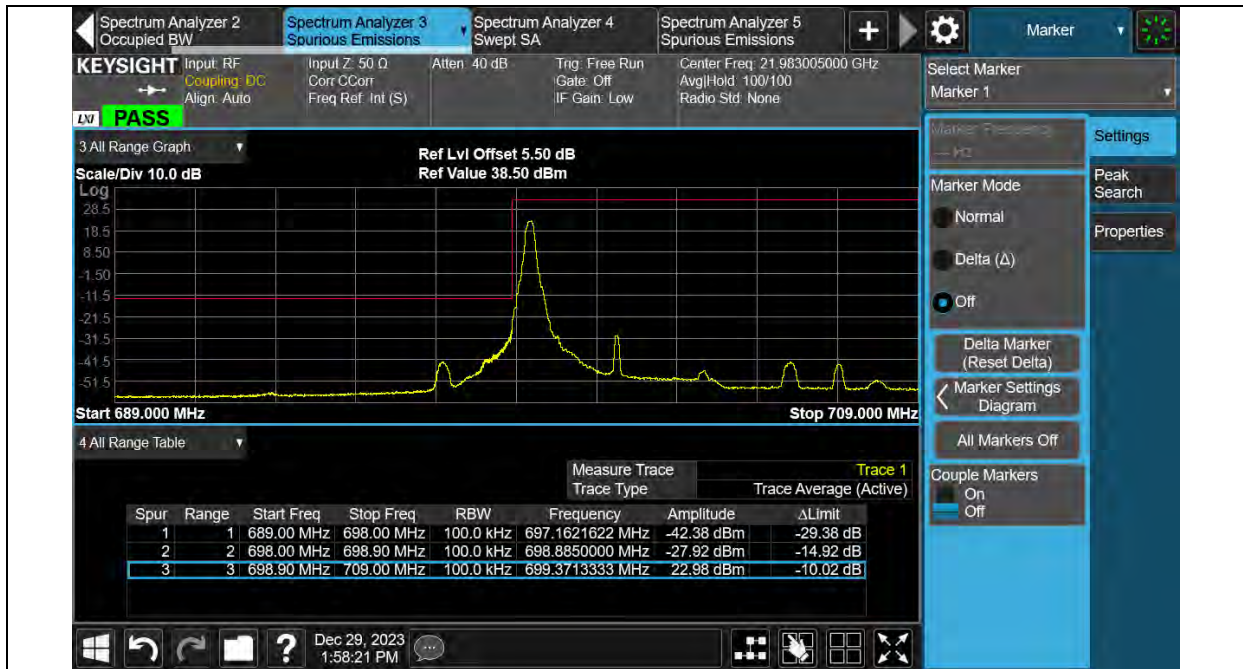 Spectrum Analyzer 2
Occupied BW
Spectrum Analyzer 3
Spurious Emissions
Spectrum Analyzer 4
Swept SA
Spectrum Analyzer 5
Spurious Emissions
+
Marker
KEYSIGHT
LXI
PASS
Input: RF
Coupling: DC
Align: Auto
Input Z: 50 Ω
Corr CCorr
Freq Ref: Int (S)
Atten: 40 dB
Trig: Free Run
Gate: Off
IF Gain: Low
Center Freq: 21.983005000 GHz
Avg|Hold: 100/100
Radio Std: None
Select Marker
Marker 1
3 All Range Graph
Ref Lvl Offset 5.50 dB
Scale/Div 10.0 dB
Ref Value 38.50 dBm
Log
28.5
18.5
8.50
-1.50
-11.5
-21.5
-31.5
-41.5
-51.5
Start 689.000 MHz
Stop 709.000 MHz
Marker Frequency
--- Hz
Marker Mode
Normal
Delta (Δ)
Off
Delta Marker
(Reset Delta)
Marker Settings
Diagram
All Markers Off
Couple Markers
On
Off
Settings
Peak
Search
Properties
4 All Range Table
Measure Trace Trace 1
Trace Type Trace Average (Active)
Spur Range Start Freq Stop Freq RBW Frequency Amplitude ΔLimit
1 1 689.00 MHz 698.00 MHz 100.0 kHz 697.1621622 MHz -42.38 dBm -29.38 dB
2 2 698.00 MHz 698.90 MHz 100.0 kHz 698.8850000 MHz -27.92 dBm -14.92 dB
3 3 698.90 MHz 709.00 MHz 100.0 kHz 699.3713333 MHz 22.98 dBm -10.02 dB
?
Dec 29, 2023
1:58:21 PM